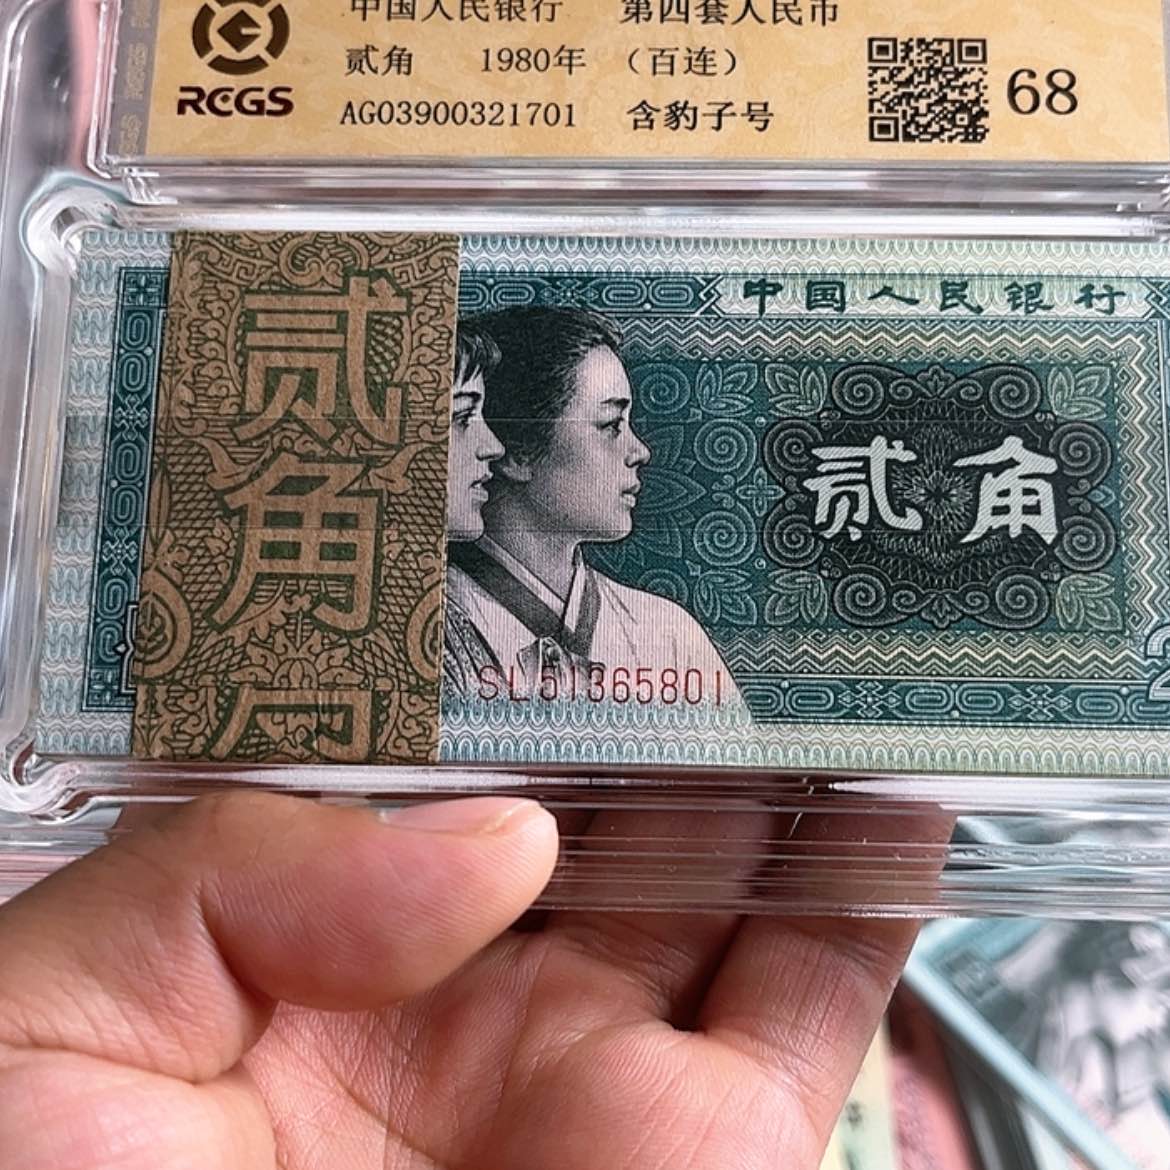 中国人民银行 第四套人民币
贰角 1980年 （百连）
RCGS
AG03900321701 含豹子号
68
贰角
中国人民银行
贰角
SL51365801
2